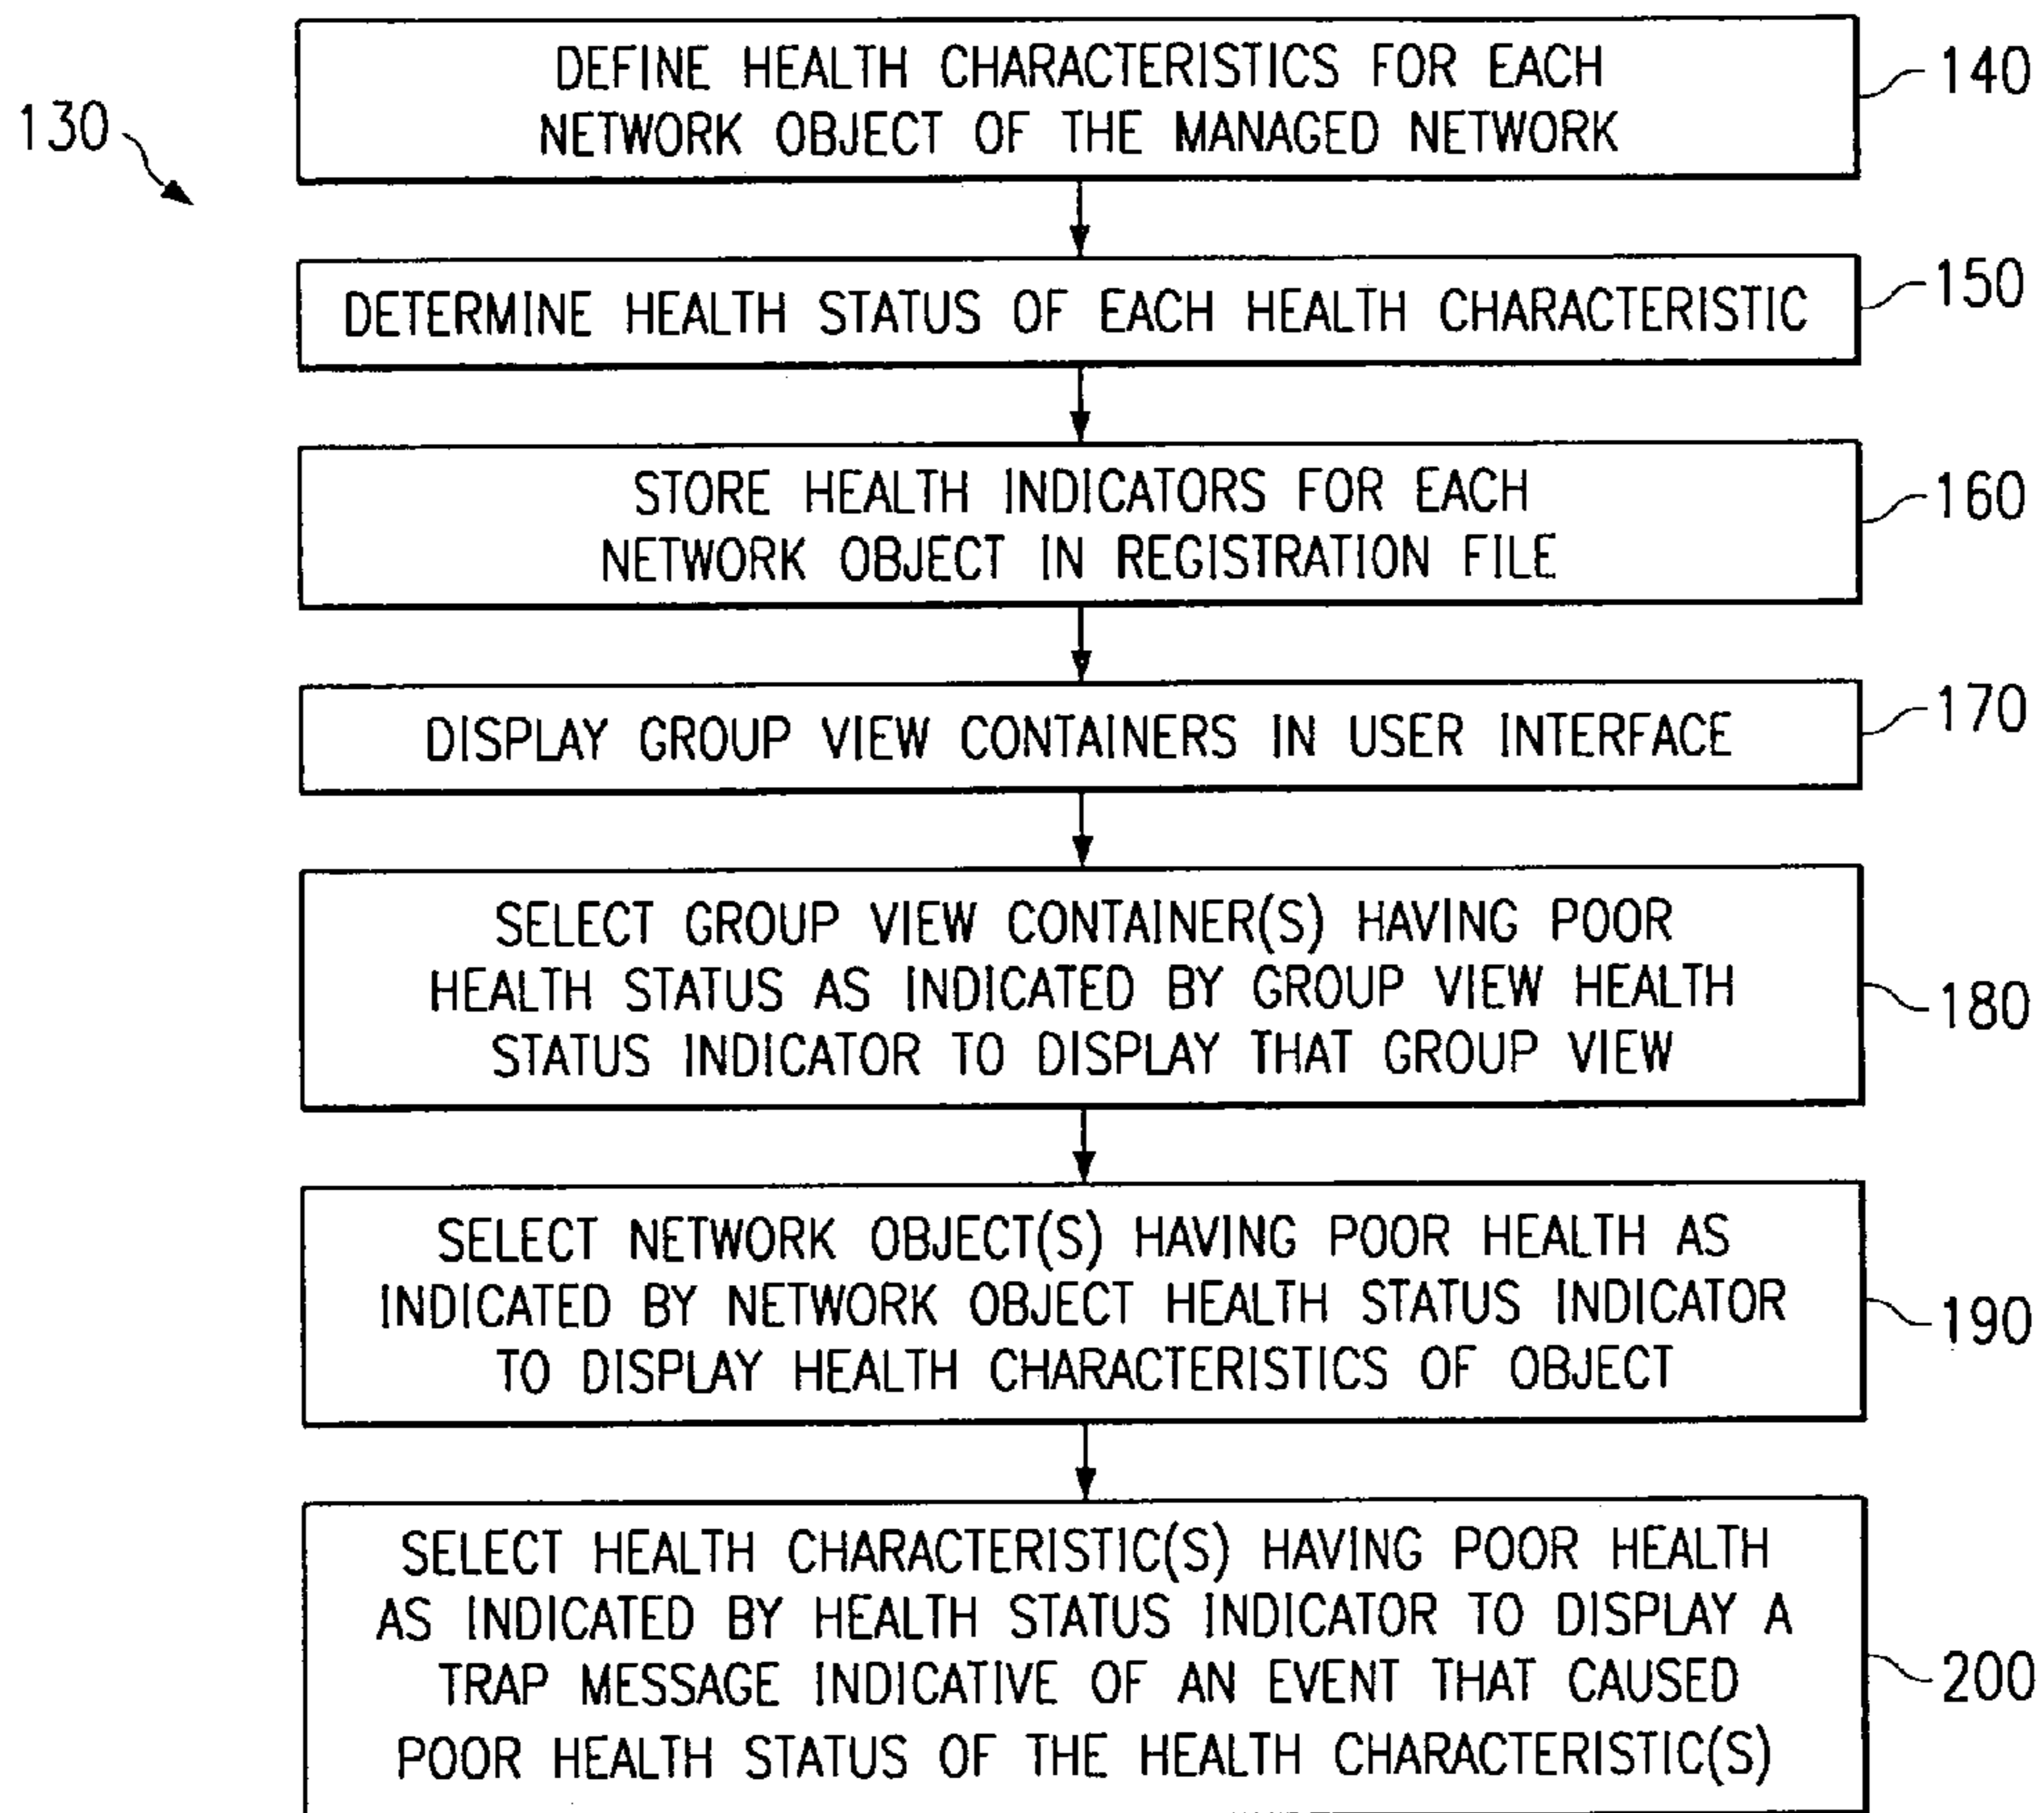 130
DEFINE HEALTH CHARACTERISTICS FOR EACH
NETWORK OBJECT OF THE MANAGED NETWORK
140
DETERMINE HEALTH STATUS OF EACH HEALTH CHARACTERISTIC
150
STORE HEALTH INDICATORS FOR EACH
NETWORK OBJECT IN REGISTRATION FILE
160
DISPLAY GROUP VIEW CONTAINERS IN USER INTERFACE
170
SELECT GROUP VIEW CONTAINER(S) HAVING POOR
HEALTH STATUS AS INDICATED BY GROUP VIEW HEALTH
STATUS INDICATOR TO DISPLAY THAT GROUP VIEW
180
SELECT NETWORK OBJECT(S) HAVING POOR HEALTH AS
INDICATED BY NETWORK OBJECT HEALTH STATUS INDICATOR
TO DISPLAY HEALTH CHARACTERISTICS OF OBJECT
190
SELECT HEALTH CHARACTERISTIC(S) HAVING POOR HEALTH
AS INDICATED BY HEALTH STATUS INDICATOR TO DISPLAY A
TRAP MESSAGE INDICATIVE OF AN EVENT THAT CAUSED
POOR HEALTH STATUS OF THE HEALTH CHARACTERISTIC(S)
200